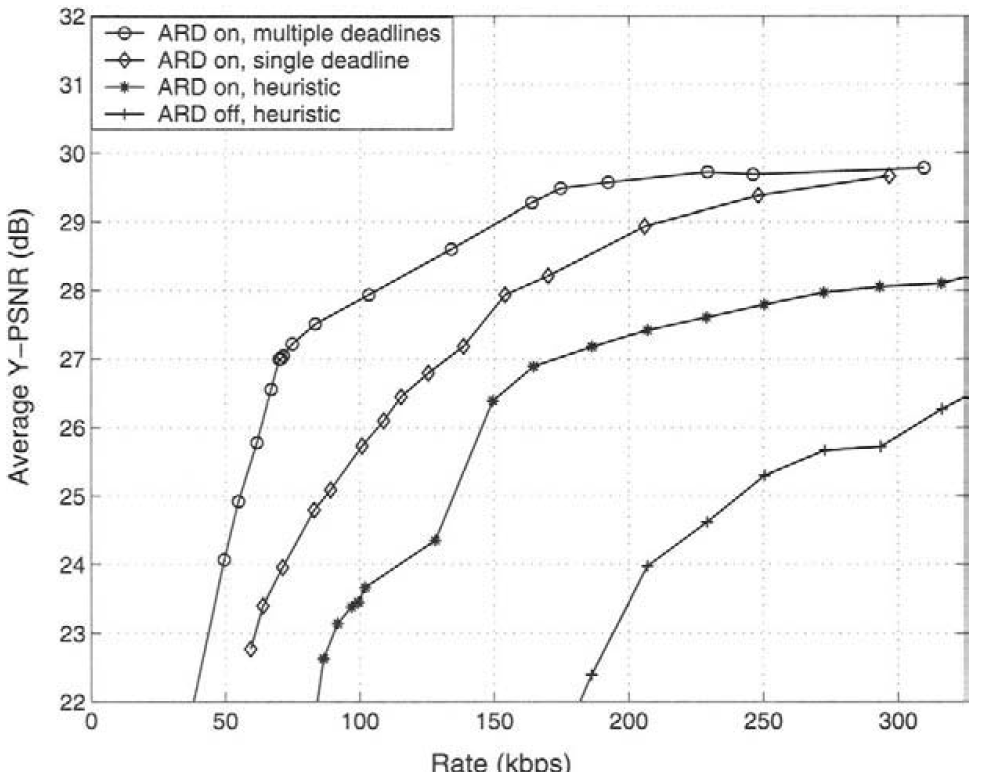 ARD on, multiple deadlines
ARD on, single deadline
ARD on, heuristic
ARD off, heuristic
32
31
30
29
28
27
26
25
24
23
22
Average Y-PSNR (dB)
0 50 100 150 200 250 300
Rate (kbps)